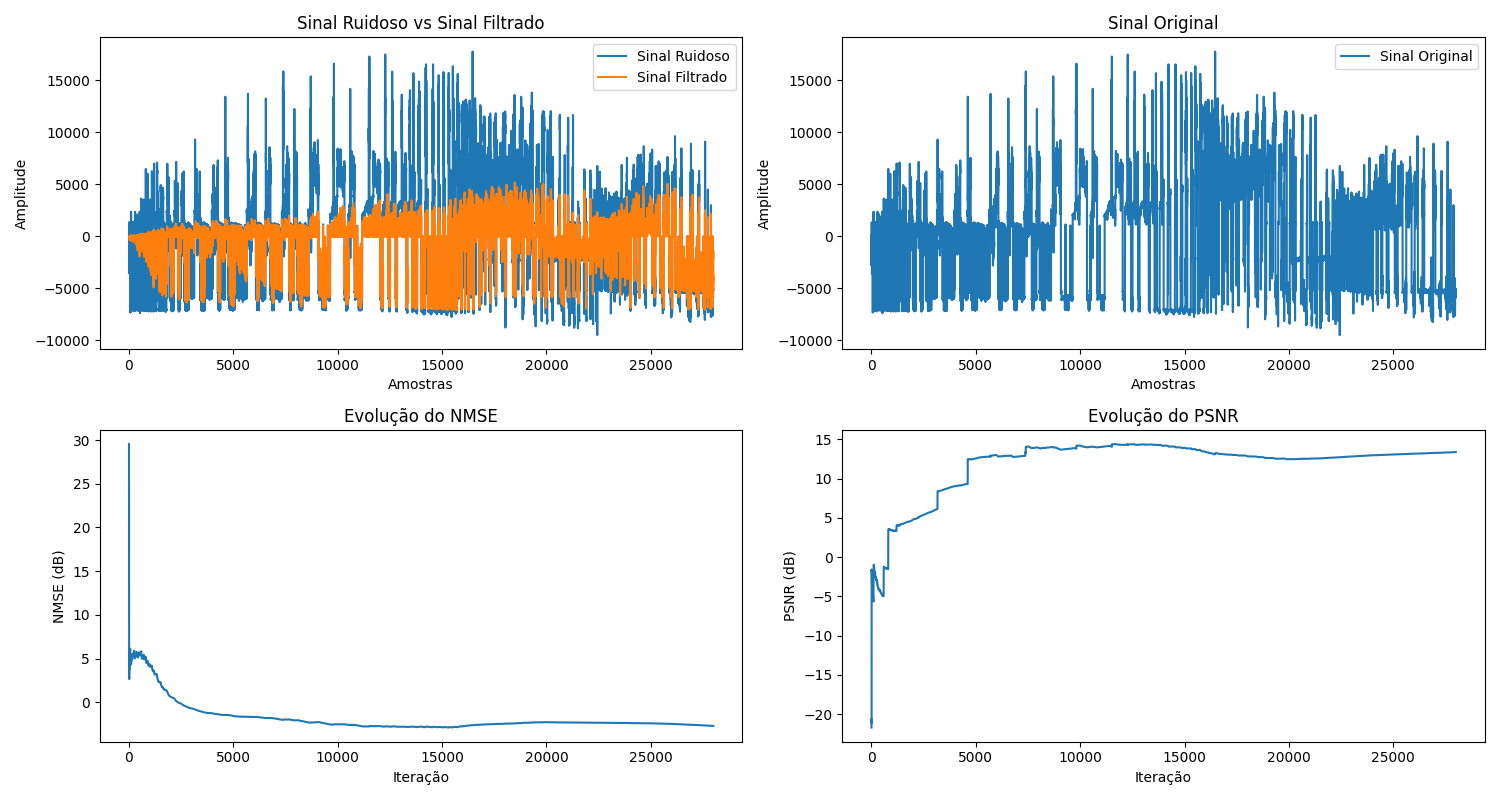 Sinal Ruidoso vs Sinal Filtrado
Amplitude
15000
10000
5000
0
−5000
−10000
Sinal Ruidoso
Sinal Filtrado
0 5000 10000 15000 20000 25000
Amostras
Sinal Original
Amplitude
15000
10000
5000
0
−5000
−10000
Sinal Original
0 5000 10000 15000 20000 25000
Amostras
Evolução do NMSE
NMSE (dB)
30
25
20
15
10
5
0
0 5000 10000 15000 20000 25000
Iteração
Evolução do PSNR
PSNR (dB)
15
10
5
0
−5
−10
−15
−20
0 5000 10000 15000 20000 25000
Iteração